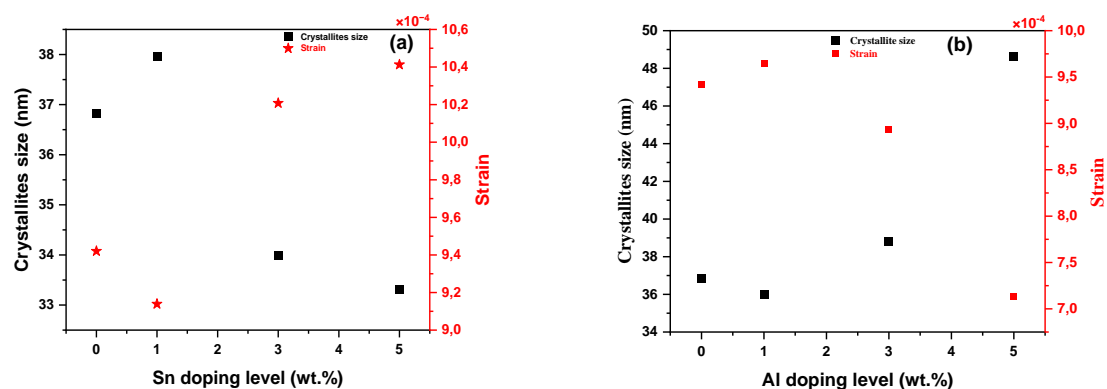 ×10⁻⁴
Crystallites size
Strain
(a)
38
37
36
35
34
33
10,6
10,4
10,2
10,0
9,8
9,6
9,4
9,2
9,0
Crystallites size (nm)
Strain
0 1 2 3 4 5
Sn doping level (wt.%)
×10⁻⁴
Crystallite size
Strain
(b)
50
48
46
44
42
40
38
36
34
10,0
9,5
9,0
8,5
8,0
7,5
7,0
Crystallites size (nm)
Strain
0 1 2 3 4 5
Al doping level (wt.%)